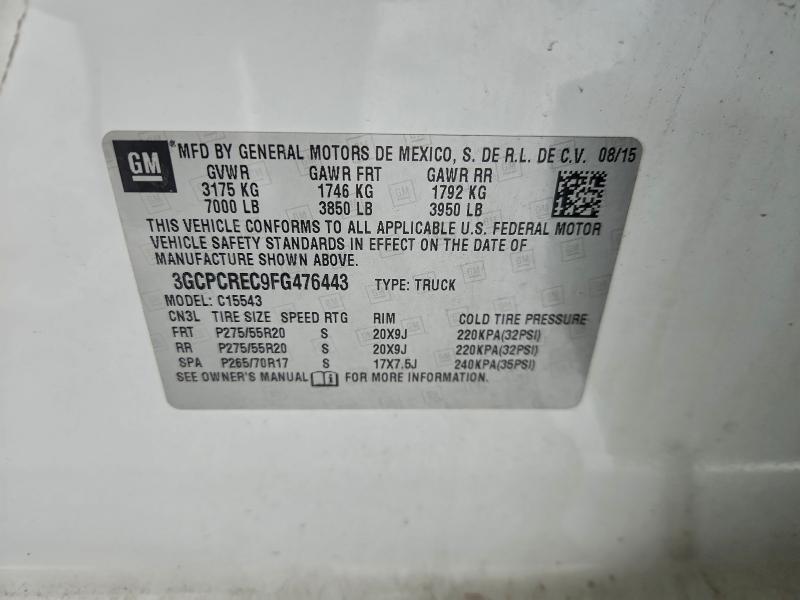 GM MFD BY GENERAL MOTORS DE MEXICO, S. DE R.L. DE C.V. 08/15
GVWR GAWR FRT GAWR RR
3175 KG 1746 KG 1792 KG
7000 LB 3850 LB 3950 LB
THIS VEHICLE CONFORMS TO ALL APPLICABLE U.S. FEDERAL MOTOR
VEHICLE SAFETY STANDARDS IN EFFECT ON THE DATE OF
MANUFACTURE SHOWN ABOVE.
3GCPCREC9FG476443 TYPE: TRUCK
MODEL: C15543
CN3L TIRE SIZE SPEED RTG RIM COLD TIRE PRESSURE
FRT P275/55R20 S 20X9J 220KPA(32PSI)
RR P275/55R20 S 20X9J 220KPA(32PSI)
SPA P265/70R17 S 17X7.5J 240KPA(35PSI)
SEE OWNER'S MANUAL FOR MORE INFORMATION.